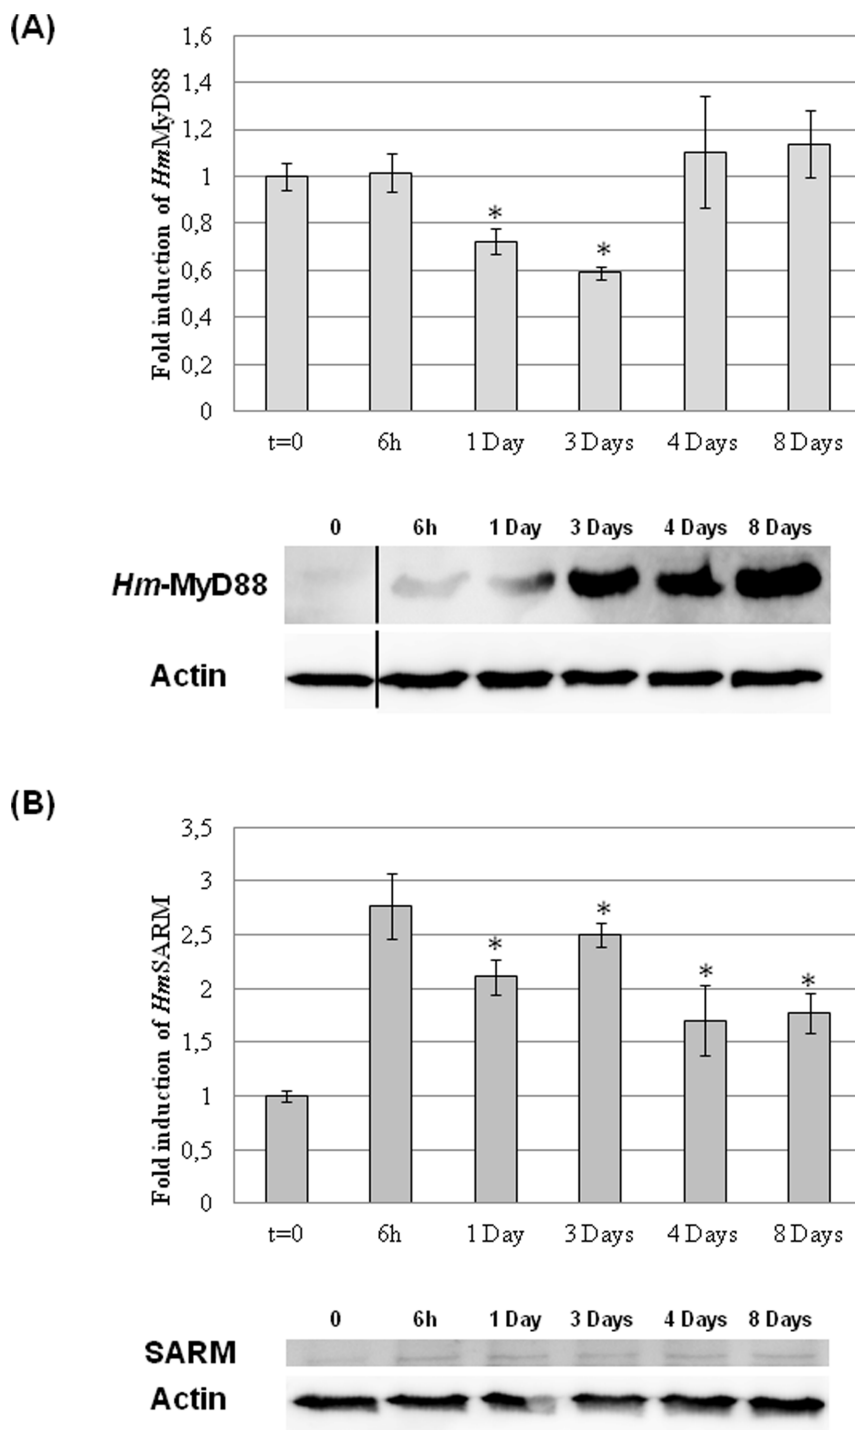 (A)
Fold induction of HmMyD88
1,6
1,4
1,2
1
0,8
0,6
0,4
0,2
0
*
*
t=0 6h 1 Day 3 Days 4 Days 8 Days
0 6h 1 Day 3 Days 4 Days 8 Days
Hm-MyD88
Actin
(B)
Fold induction of HmSARM
3,5
3
2,5
2
1,5
1
0,5
0
* * * *
t=0 6h 1 Day 3 Days 4 Days 8 Days
0 6h 1 Day 3 Days 4 Days 8 Days
SARM
Actin